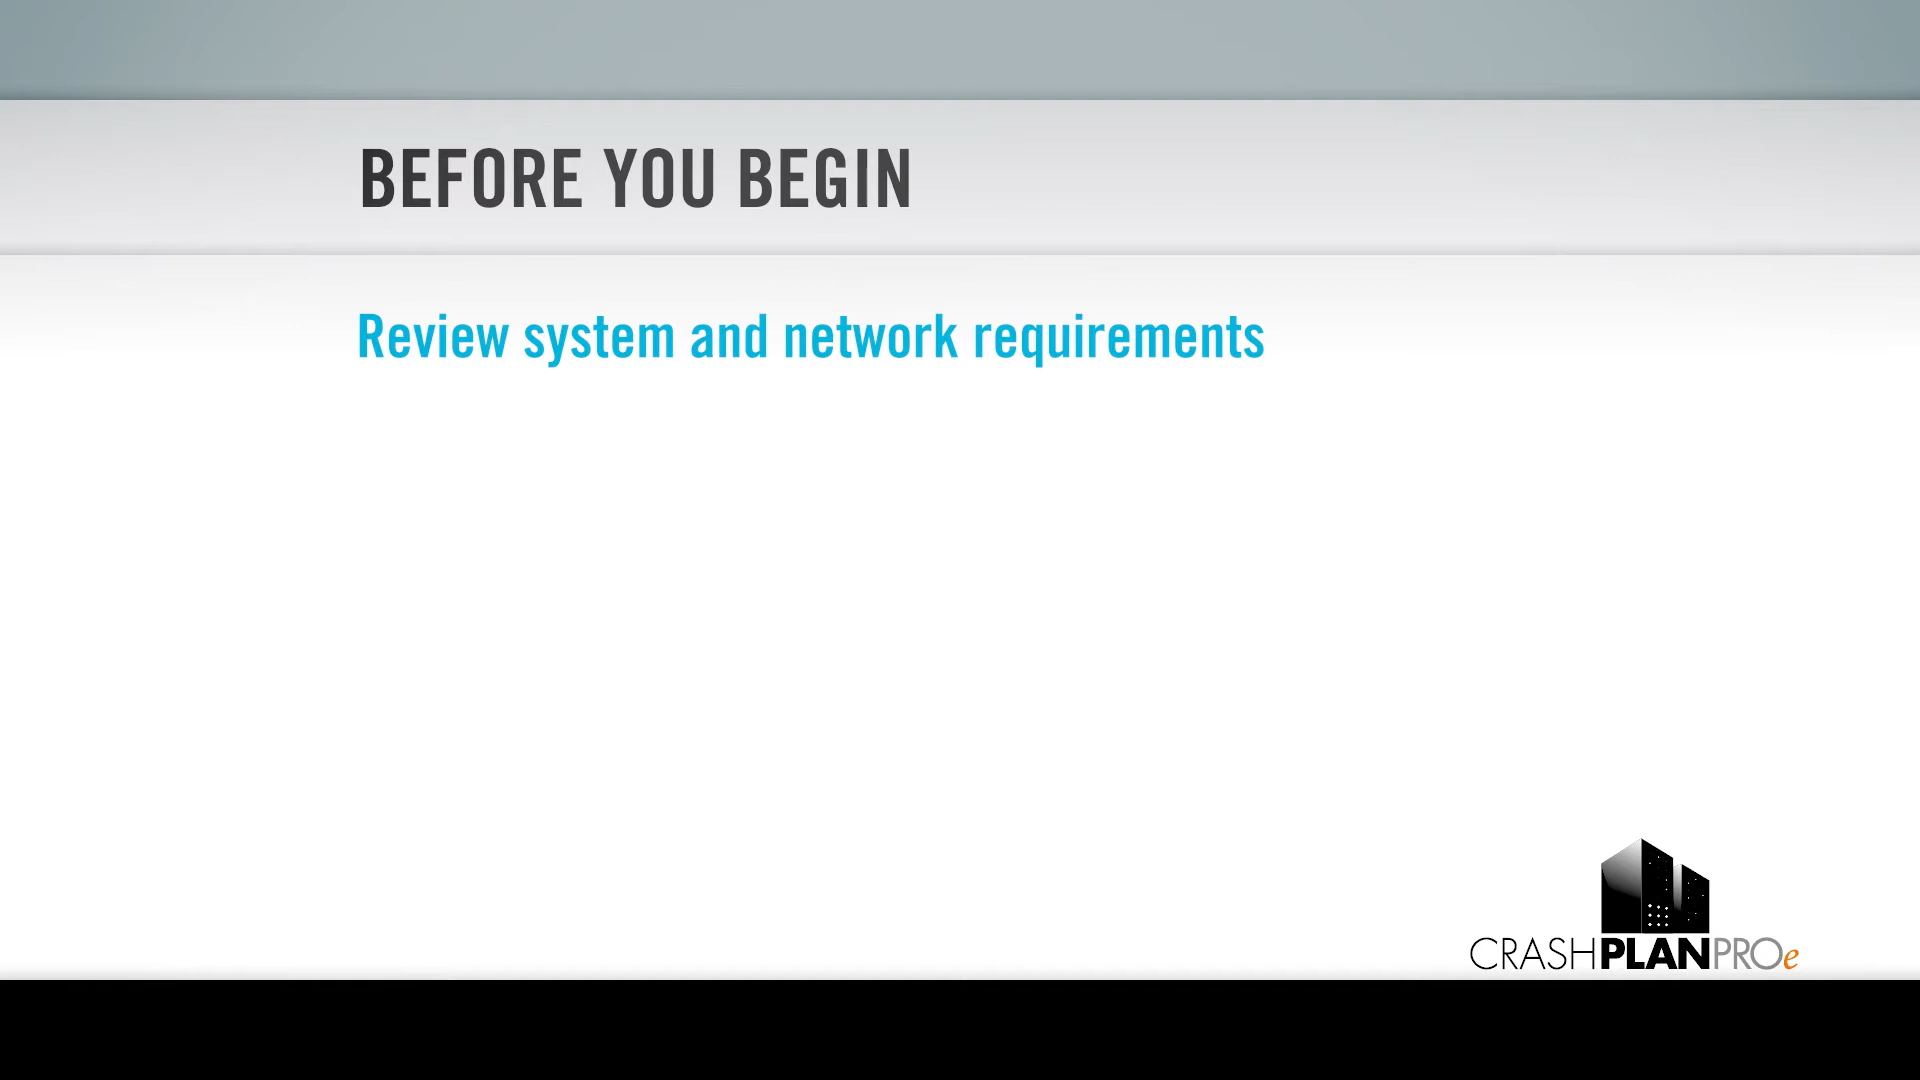 BEFORE YOU BEGIN
Review system and network requirements
CRASHPLANPROe